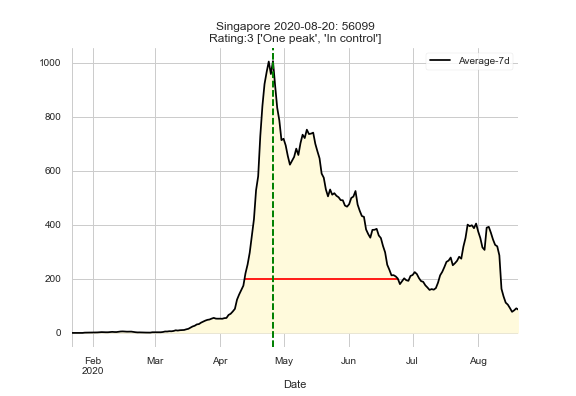 Singapore 2020-08-20: 56099
Rating:3 ['One peak', 'In control']
Average-7d
1000
800
600
400
200
0
Feb
2020
Mar
Apr
May
Jun
Jul
Aug
Date